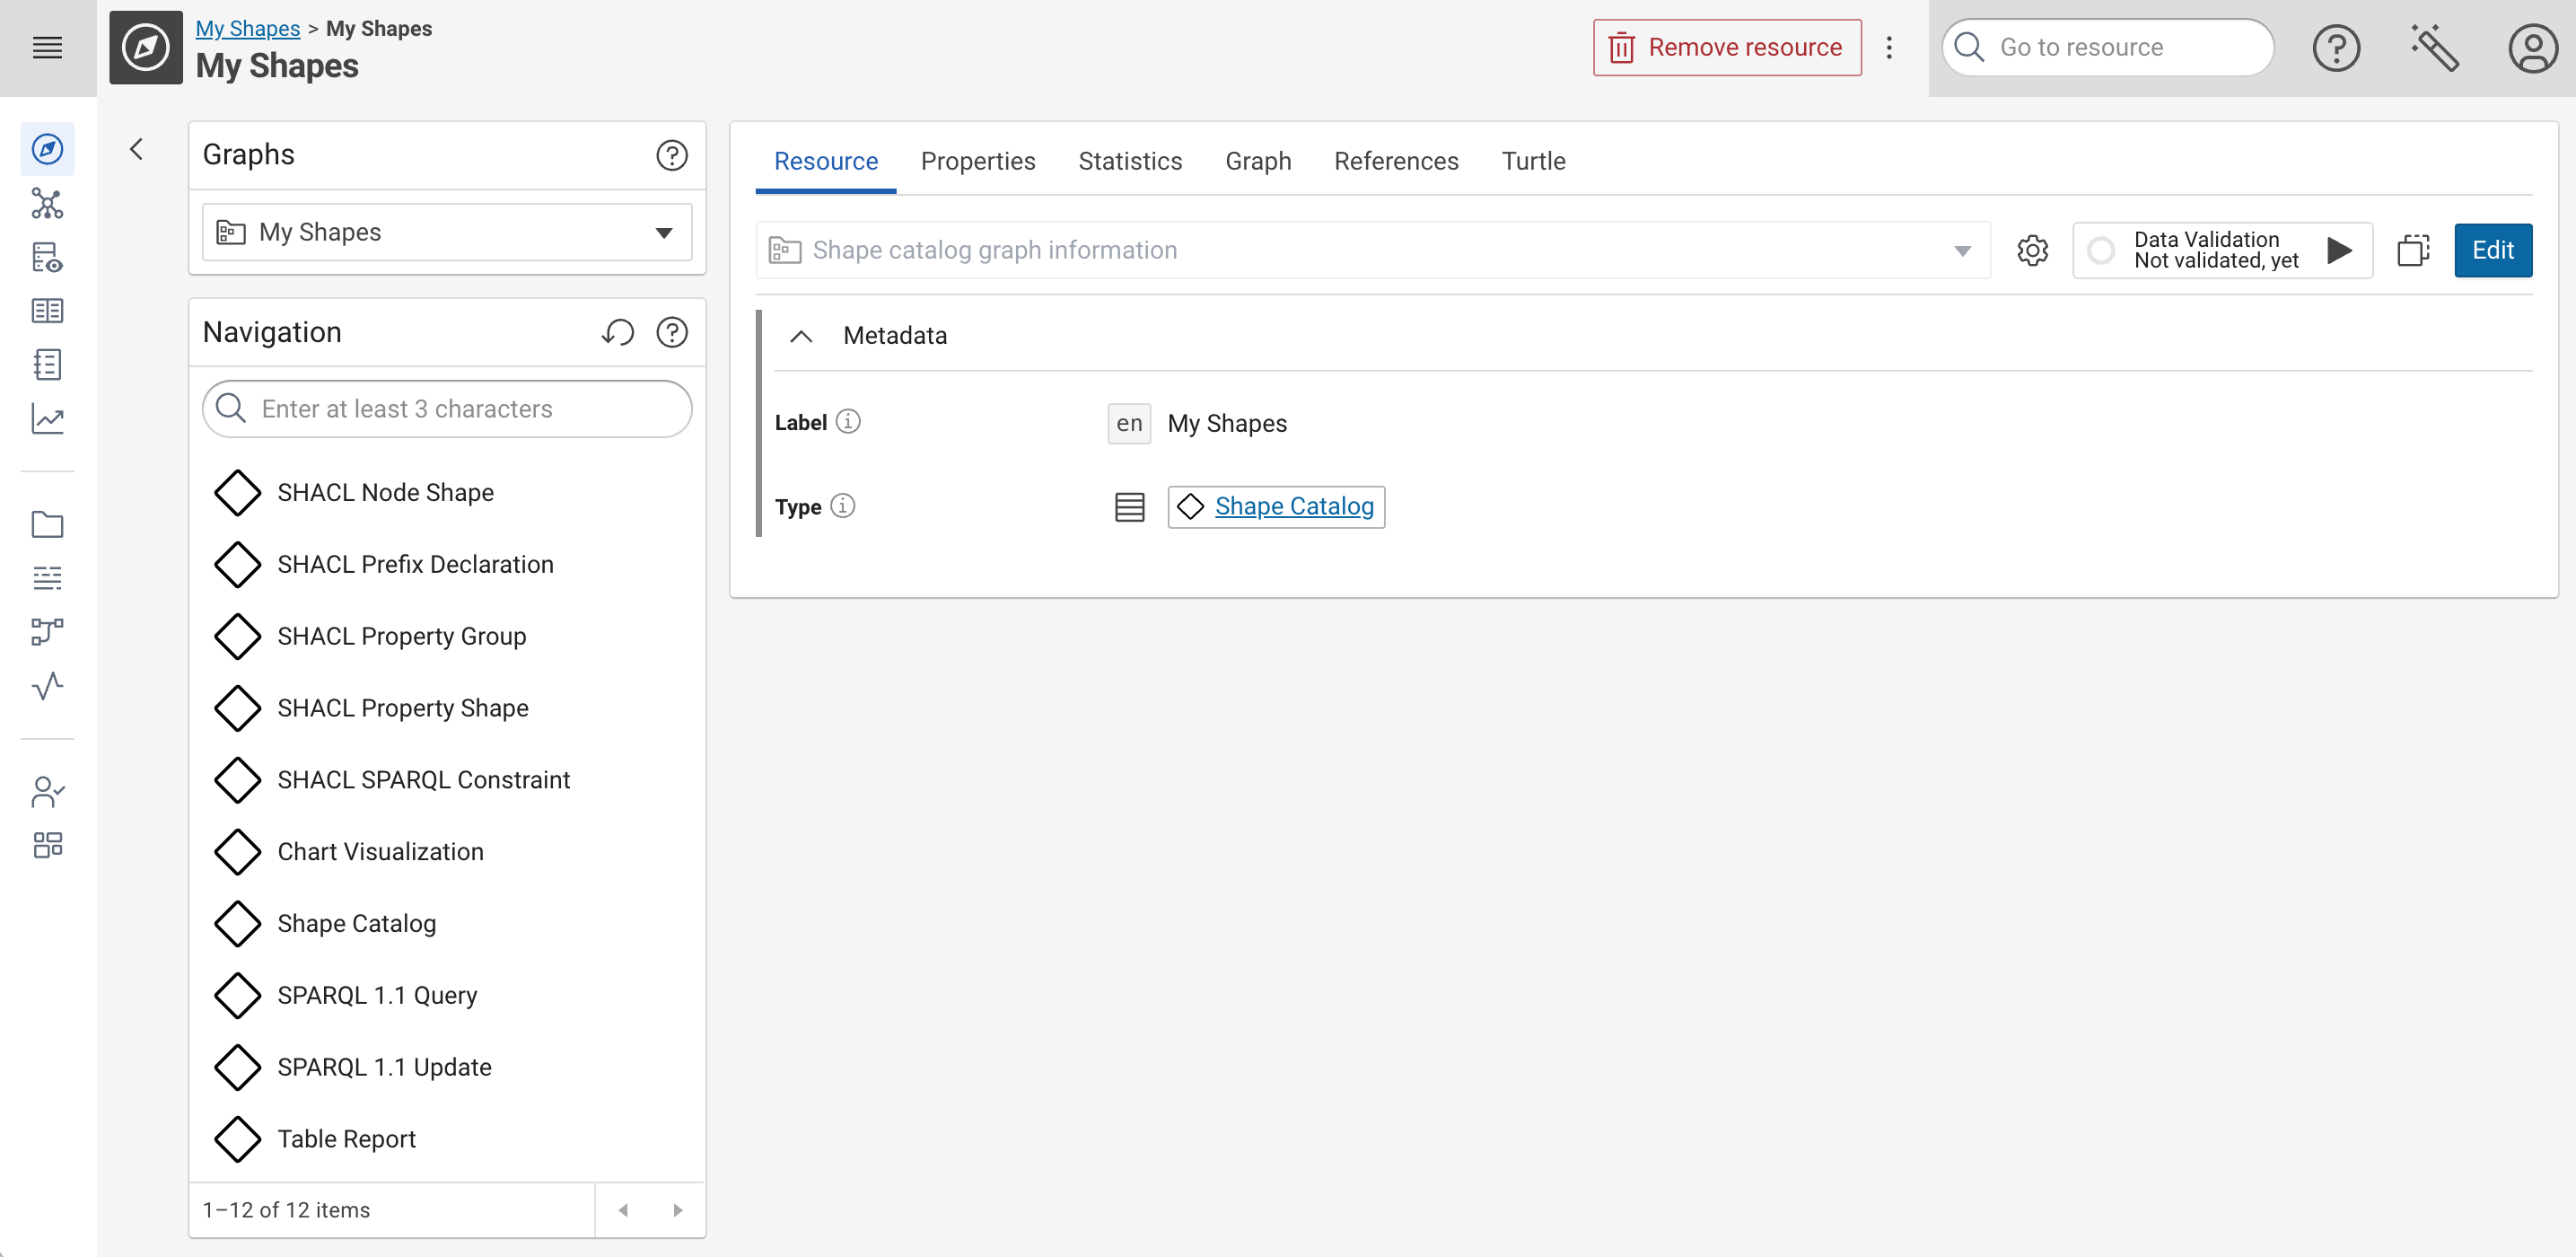 My Shapes > My Shapes
My Shapes
Remove resource
Go to resource
Graphs
My Shapes
Navigation
Enter at least 3 characters
SHACL Node Shape
SHACL Prefix Declaration
SHACL Property Group
SHACL Property Shape
SHACL SPARQL Constraint
Chart Visualization
Shape Catalog
SPARQL 1.1 Query
SPARQL 1.1 Update
Table Report
1–12 of 12 items
Resource Properties Statistics Graph References Turtle
Shape catalog graph information
Data Validation
Not validated, yet
Edit
Metadata
Label en My Shapes
Type Shape Catalog